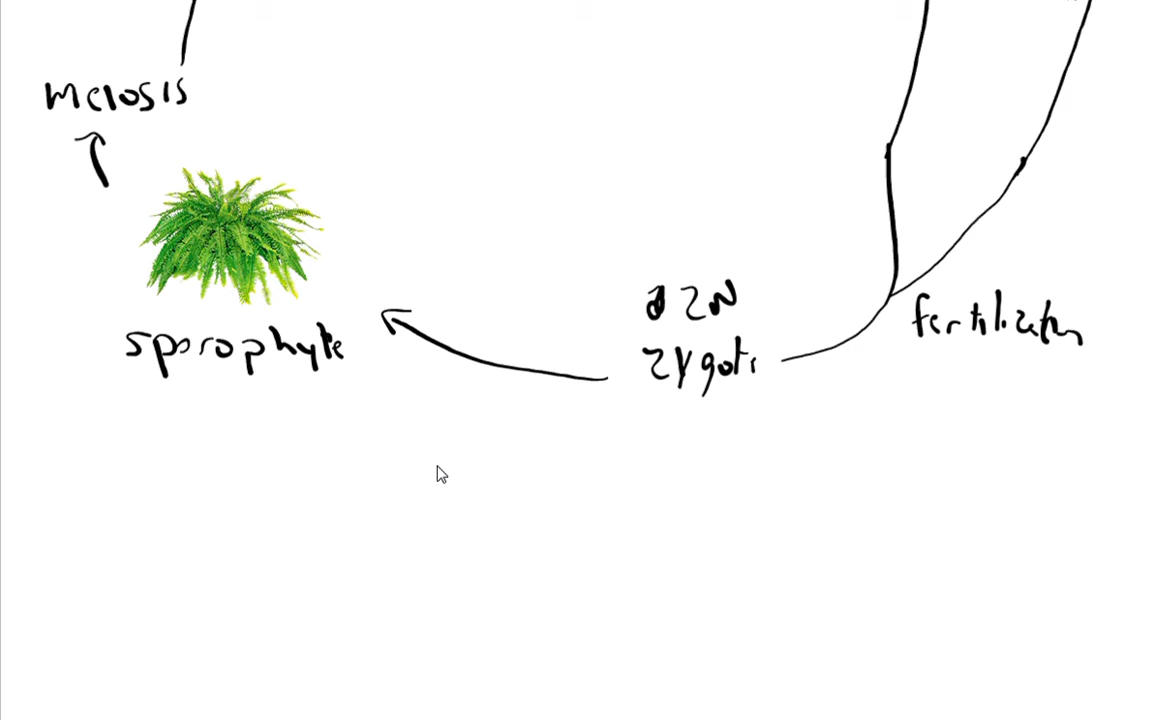 meiosis
2N
zygote
fertilization
sporophyte